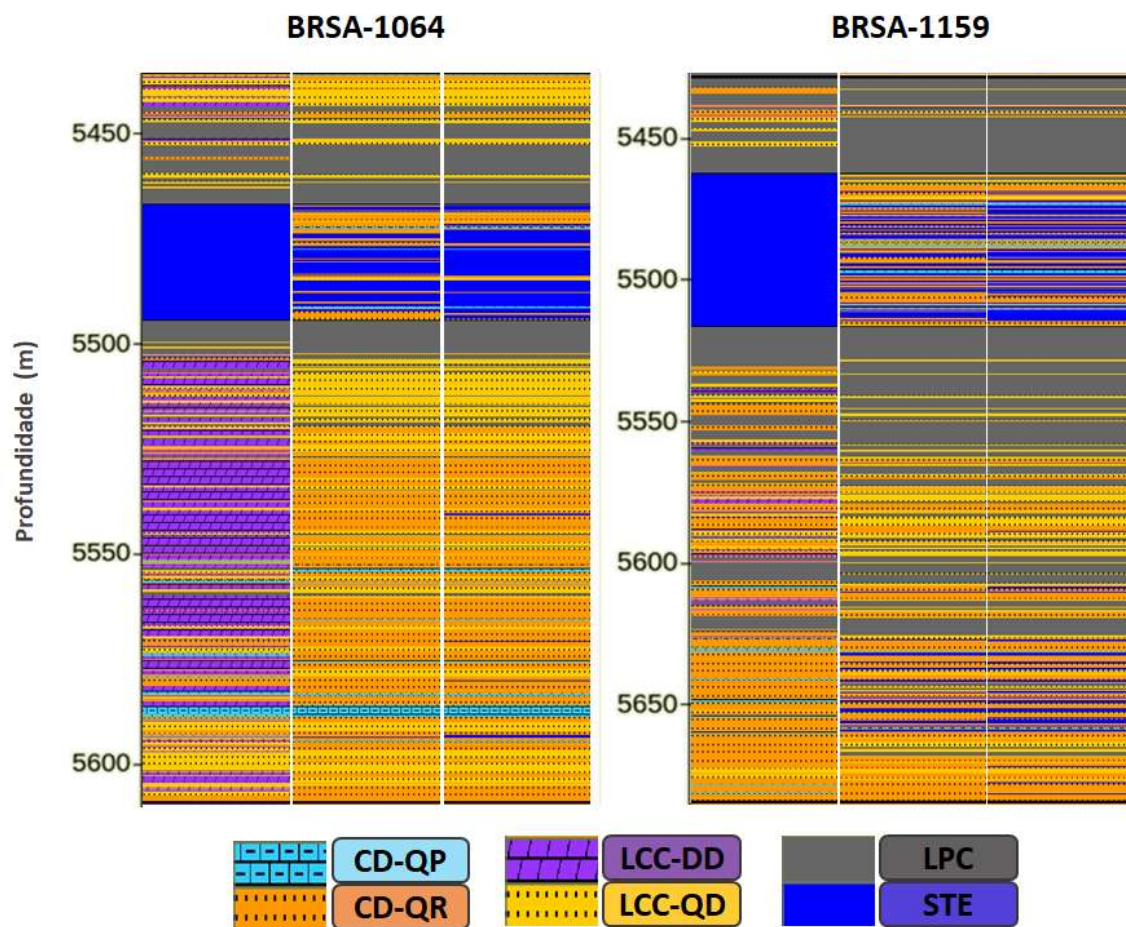 BRSA-1064
BRSA-1159
Profundidade (m)
5450
5500
5550
5600
5450
5500
5550
5600
5650
CD-QP
LCC-DD
LPC
CD-QR
LCC-QD
STE